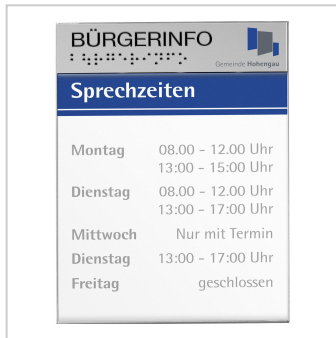 BÜRGERINFO
Gemeinde Hohengau
Sprechzeiten
Montag 08.00 - 12.00 Uhr
13:00 - 15:00 Uhr
Dienstag 08.00 - 12.00 Uhr
13:00 - 17:00 Uhr
Mittwoch Nur mit Termin
Dienstag 13:00 - 17:00 Uhr
Freitag geschlossen